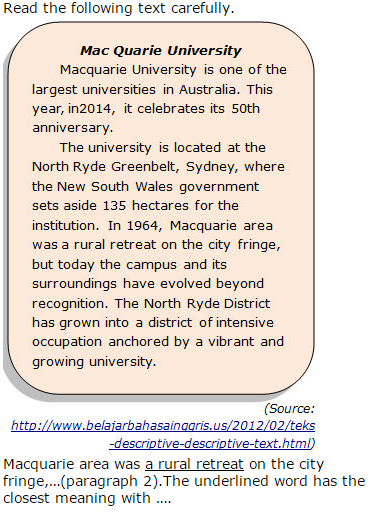 Read the following text carefully.
Mac Quarie University
Macquarie University is one of the
largest universities in Australia. This
year, in2014, it celebrates its 50th
anniversary.
The university is located at the
North Ryde Greenbelt, Sydney, where
the New South Wales government
sets aside 135 hectares for the
institution. In 1964, Macquarie area
was a rural retreat on the city fringe,
but today the campus and its
surroundings have evolved beyond
recognition. The North Ryde District
has grown into a district of intensive
occupation anchored by a vibrant and
growing university.
(Source:
http://www.belajarbahasainggris.us/2012/02/teks
-descriptive-descriptive-text.html)
Macquarie area was a rural retreat on the city
fringe,...(paragraph 2).The underlined word has the
closest meaning with ....